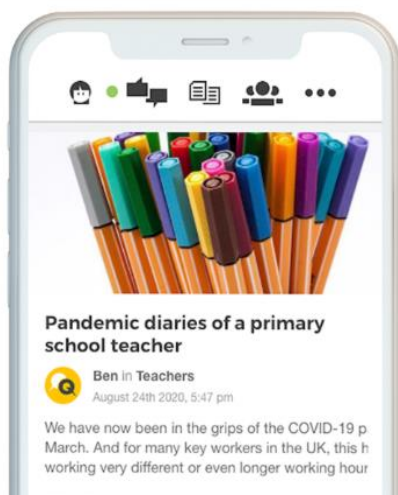 Pandemic diaries of a primary
school teacher
Ben in Teachers
August 24th 2020, 5:47 pm
We have now been in the grips of the COVID-19 p
March. And for many key workers in the UK, this h
working very different or even longer working hour